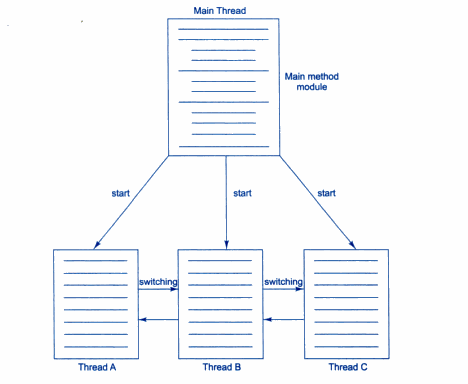 Main Thread
Main method
module
start
start
start
switching
switching
Thread A
Thread B
Thread C